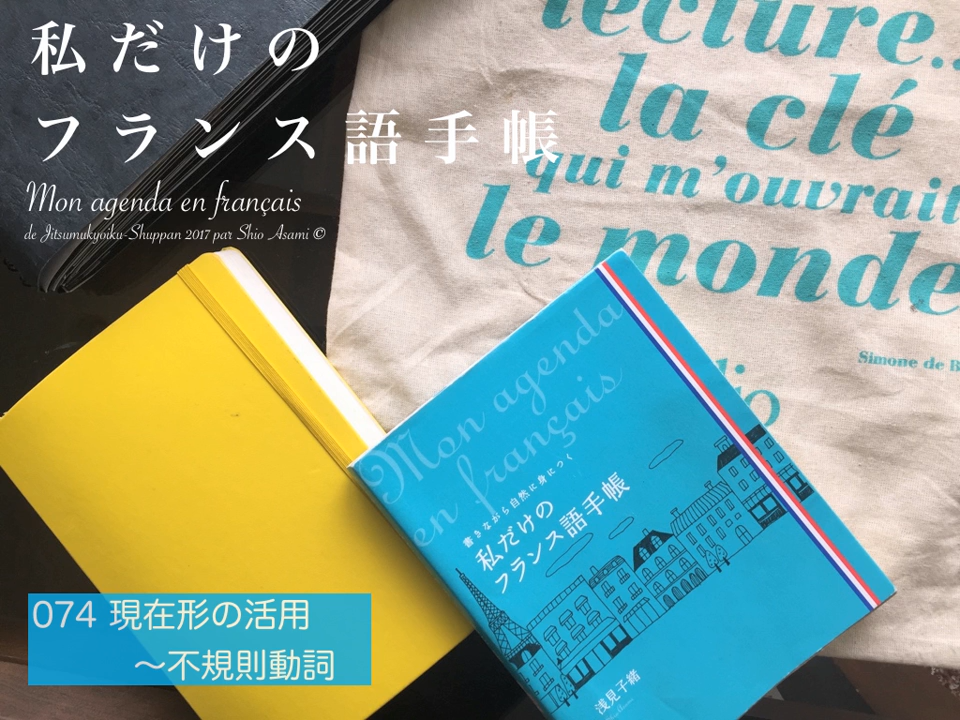 私だけの
フランス語手帳
Mon agenda en français
de Jitsumukyoiku-Shuppan 2017 par Shio Asami ©
lecture...
la clé
qui m'ouvrait
le monde
Simone de B
Mon agenda
en français
書きながら自然に身につく
私だけの
フランス語手帳
浅見子緒
074 現在形の活用
～不規則動詞